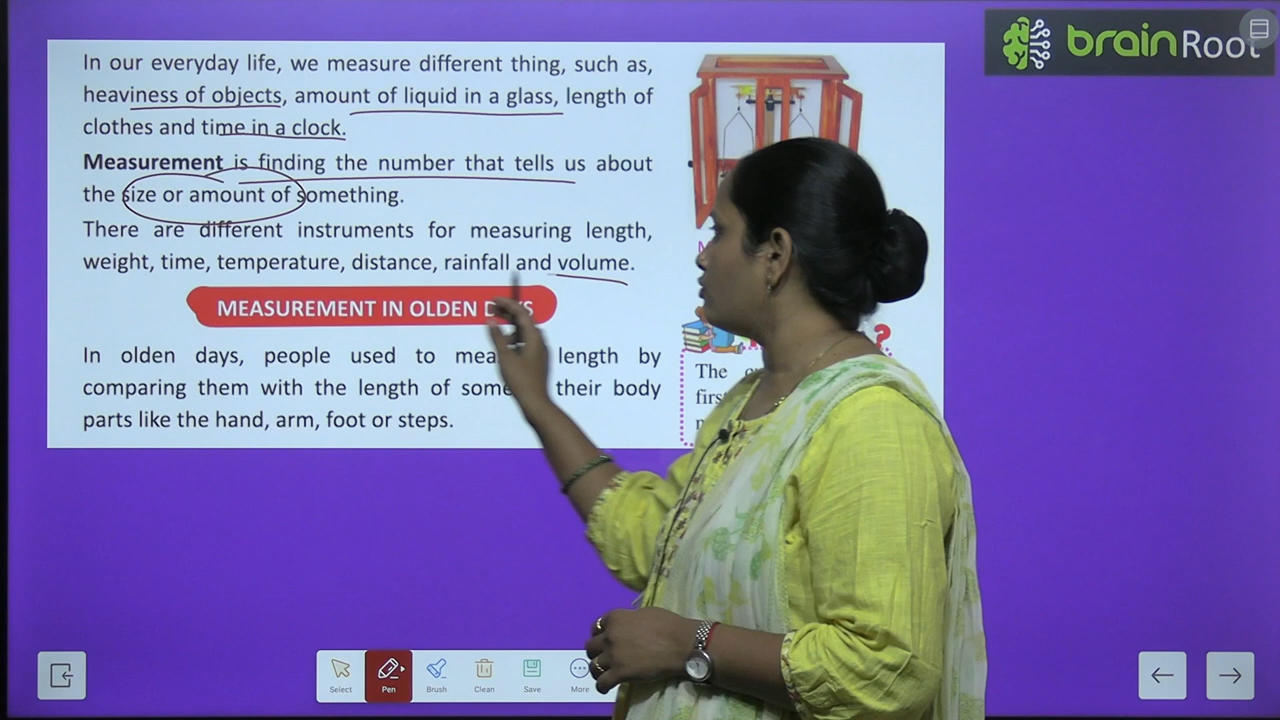 In our everyday life, we measure different thing, such as,
heaviness of objects, amount of liquid in a glass, length of
clothes and time in a clock.
Measurement is finding the number that tells us about
the size or amount of something.
There are different instruments for measuring length,
weight, time, temperature, distance, rainfall and volume.
MEASUREMENT IN OLDEN
In olden days, people used to length by
comparing them with the length of their body
parts like the hand, arm, foot or steps.
?
The
brainRoot
Select
Pen
Brush
Clean
Save
More